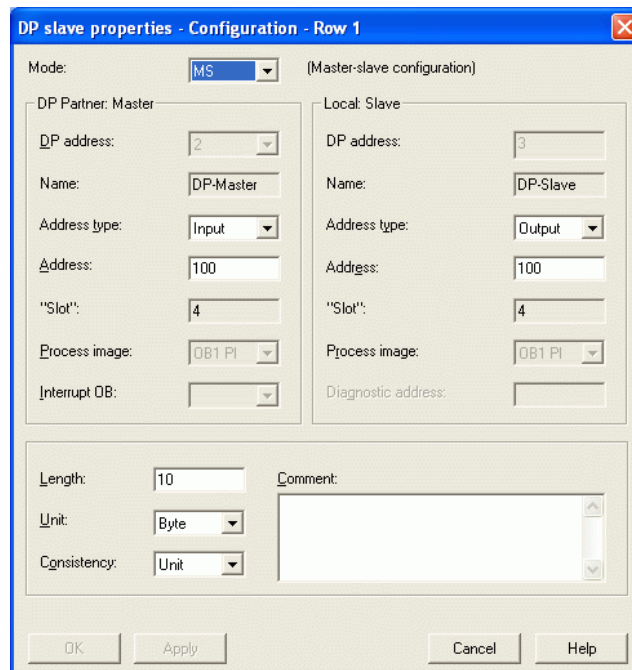 DP slave properties - Configuration - Row 1
Mode: MS (Master-slave configuration)
DP Partner: Master
DP address: 2
Name: DP-Master
Address type: Input
Address: 100
"Slot": 4
Process image: OB1 PI
Interrupt OB:
Local: Slave
DP address: 3
Name: DP-Slave
Address type: Output
Address: 100
"Slot": 4
Process image: OB1 PI
Diagnostic address:
Length: 10
Unit: Byte
Consistency: Unit
Comment:
OK Apply Cancel Help